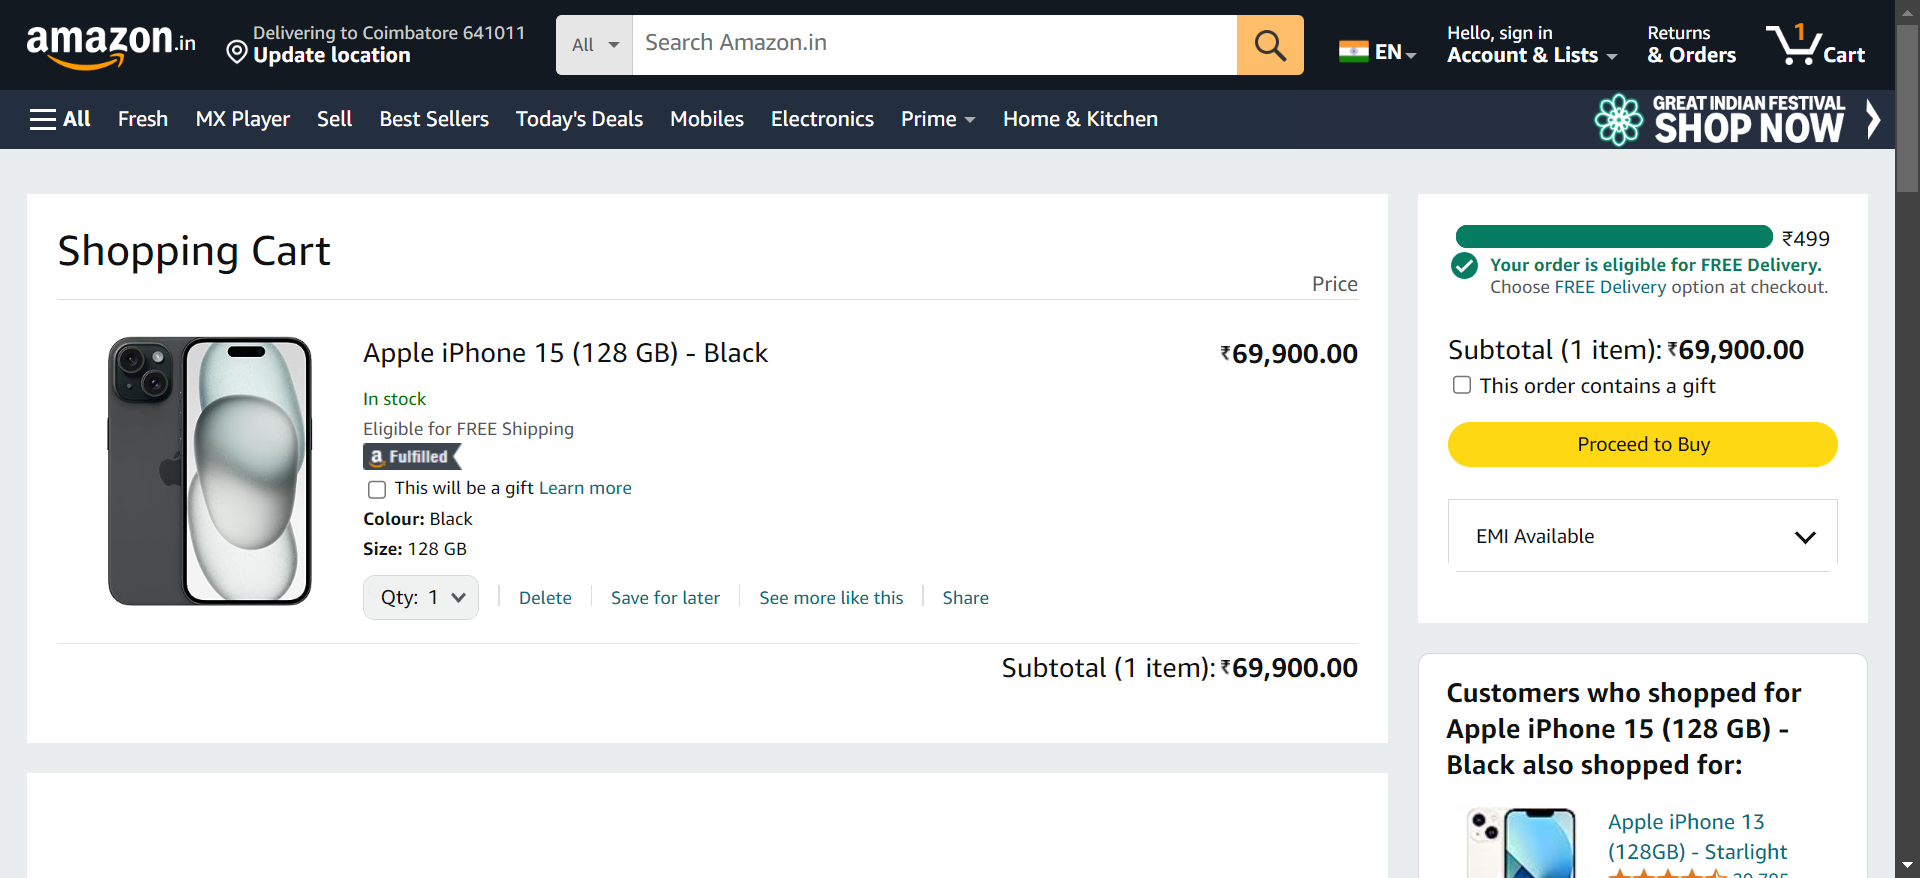 amazon.in
Delivering to Coimbatore 641011
Update location
All
Search Amazon.in
EN
Hello, sign in
Account & Lists
Returns
& Orders
1
Cart
All
Fresh
MX Player
Sell
Best Sellers
Today's Deals
Mobiles
Electronics
Prime
Home & Kitchen
GREAT INDIAN FESTIVAL
SHOP NOW
Shopping Cart
Price
Apple iPhone 15 (128 GB) - Black
₹69,900.00
In stock
Eligible for FREE Shipping
a Fulfilled
This will be a gift Learn more
Colour: Black
Size: 128 GB
Qty: 1
Delete
Save for later
See more like this
Share
Subtotal (1 item): ₹69,900.00
₹499
Your order is eligible for FREE Delivery.
Choose FREE Delivery option at checkout.
Subtotal (1 item): ₹69,900.00
This order contains a gift
Proceed to Buy
EMI Available
Customers who shopped for
Apple iPhone 15 (128 GB) -
Black also shopped for:
Apple iPhone 13
(128GB) - Starlight